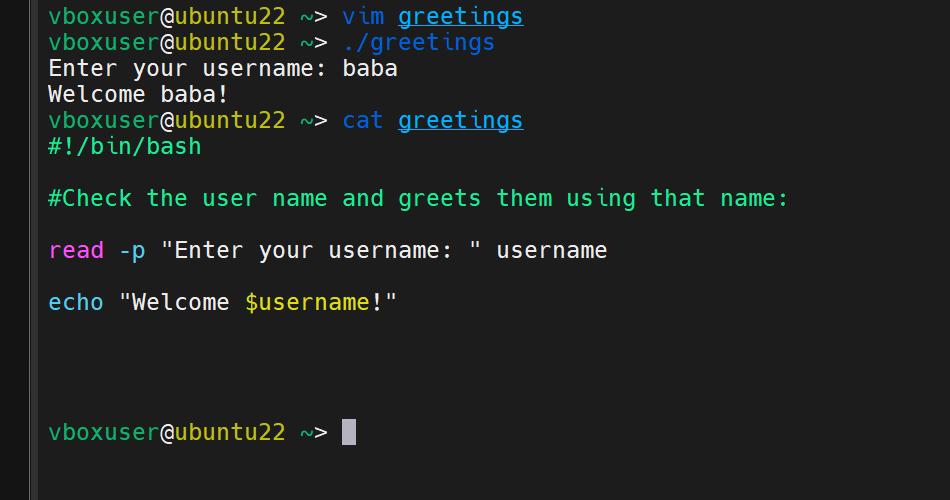 vboxuser@ubuntu22 ~> vim greetings
vboxuser@ubuntu22 ~> ./greetings
Enter your username: baba
Welcome baba!
vboxuser@ubuntu22 ~> cat greetings
#!/bin/bash
#Check the user name and greets them using that name:
read -p "Enter your username: " username
echo "Welcome $username!"
vboxuser@ubuntu22 ~>